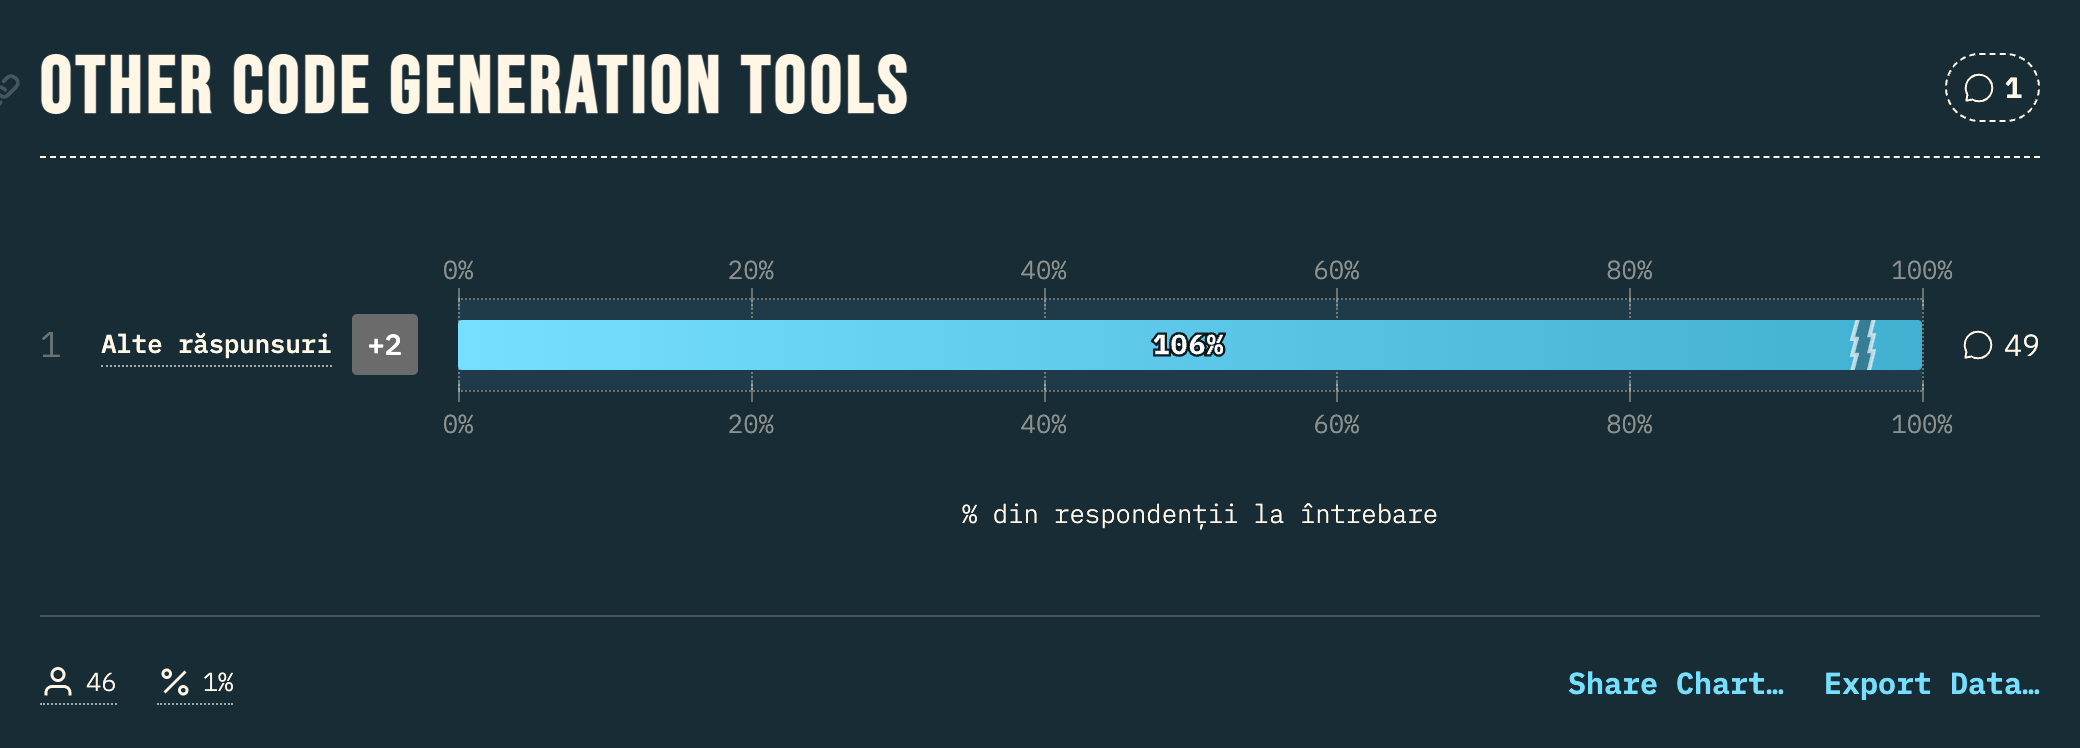 OTHER CODE GENERATION TOOLS
1
0% 20% 40% 60% 80% 100%
1 Alte răspunsuri +2 106% 49
0% 20% 40% 60% 80% 100%
% din respondenții la întrebare
46 % 1% Share Chart… Export Data…